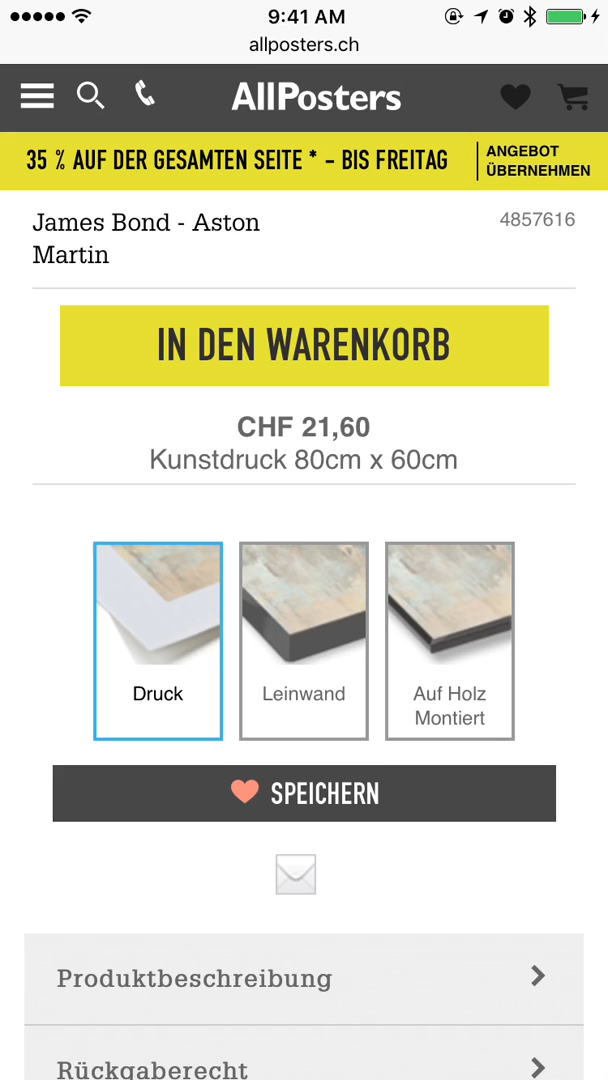 9:41 AM
allposters.ch
AllPosters
35 % AUF DER GESAMTEN SEITE * - BIS FREITAG
ANGEBOT
ÜBERNEHMEN
James Bond - Aston
Martin
4857616
IN DEN WARENKORB
CHF 21,60
Kunstdruck 80cm x 60cm
Druck
Leinwand
Auf Holz
Montiert
SPEICHERN
Produktbeschreibung
Rückgaberecht